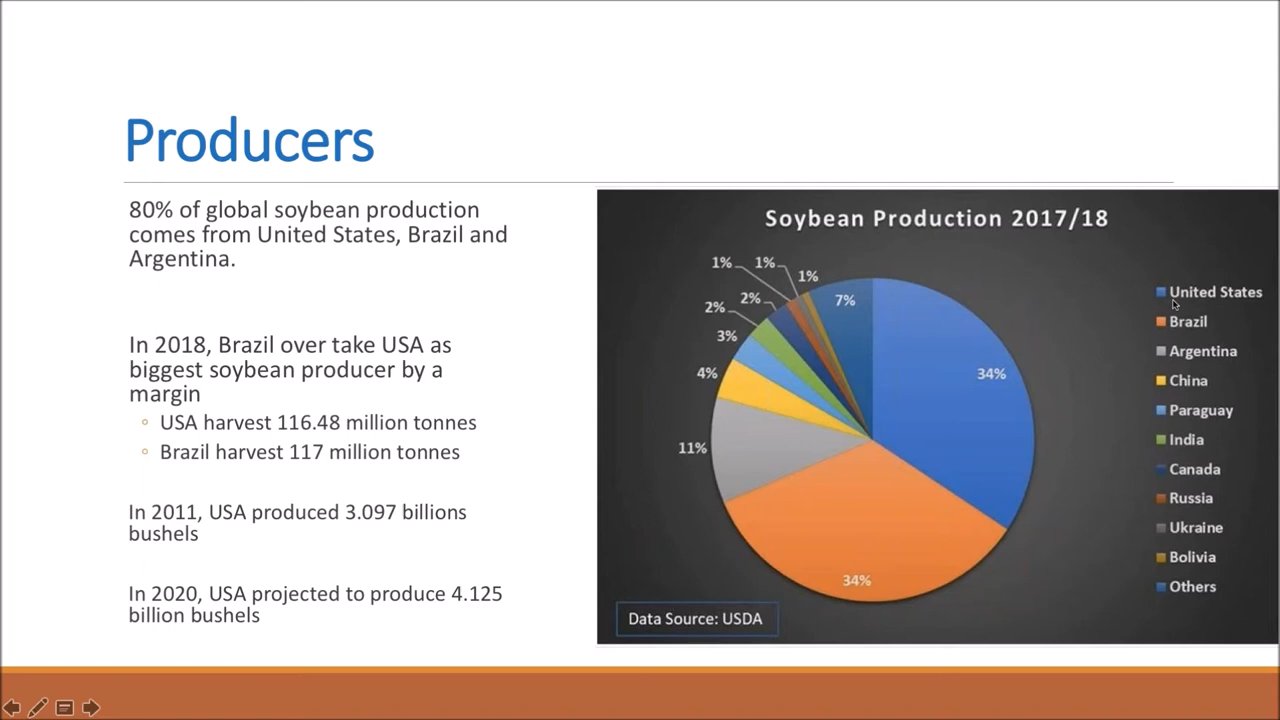 Producers
80% of global soybean production
comes from United States, Brazil and
Argentina.
In 2018, Brazil over take USA as
biggest soybean producer by a
margin
◦ USA harvest 116.48 million tonnes
◦ Brazil harvest 117 million tonnes
In 2011, USA produced 3.097 billions
bushels
In 2020, USA projected to produce 4.125
billion bushels
Soybean Production 2017/18
1%
1%
1%
2%
2%
3%
4%
11%
7%
34%
34%
United States
Brazil
Argentina
China
Paraguay
India
Canada
Russia
Ukraine
Bolivia
Others
Data Source: USDA